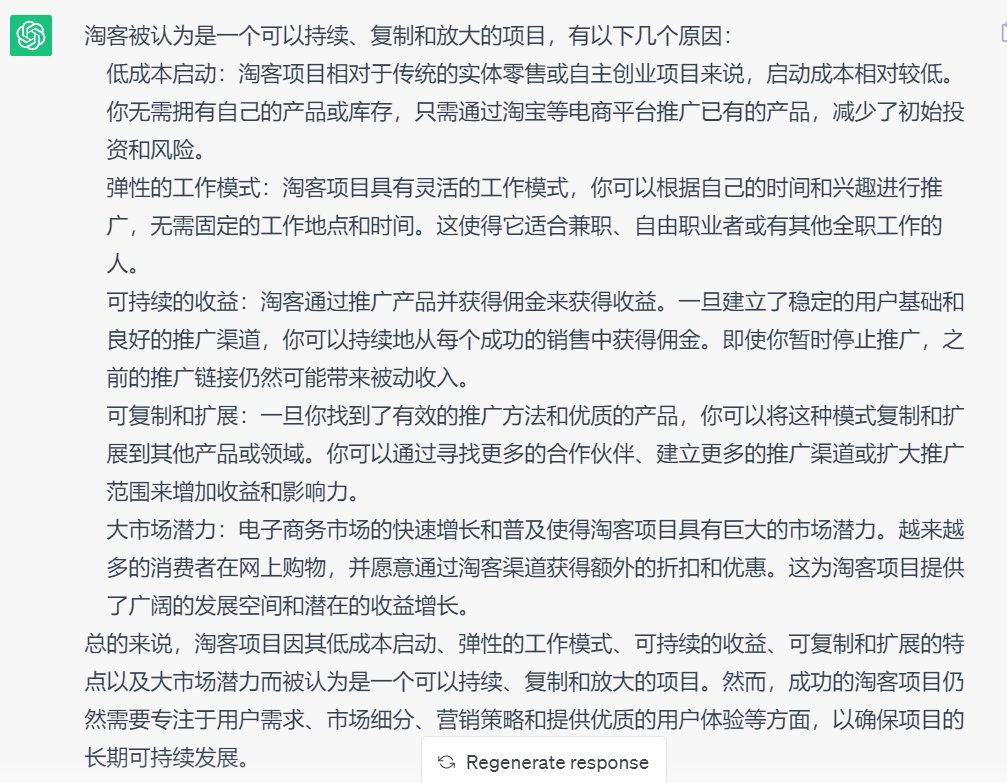 淘客被认为是一个可以持续、复制和放大的项目，有以下几个原因：
低成本启动：淘客项目相对于传统的实体零售或自主创业项目来说，启动成本相对较低。
你无需拥有自己的产品或库存，只需通过淘宝等电商平台推广已有的产品，减少了初始投
资和风险。
弹性的工作模式：淘客项目具有灵活的工作模式，你可以根据自己的时间和兴趣进行推
广，无需固定的工作地点和时间。这使得它适合兼职、自由职业者或有其他全职工作的
人。
可持续的收益：淘客通过推广产品并获得佣金来获得收益。一旦建立了稳定的用户基础和
良好的推广渠道，你可以持续地从每个成功的销售中获得佣金。即使你暂时停止推广，之
前的推广链接仍然可能带来被动收入。
可复制和扩展：一旦你找到了有效的推广方法和优质的产品，你可以将这种模式复制和扩
展到其他产品或领域。你可以通过寻找更多的合作伙伴、建立更多的推广渠道或扩大推广
范围来增加收益和影响力。
大市场潜力：电子商务市场的快速增长和普及使得淘客项目具有巨大的市场潜力。越来越
多的消费者在网上购物，并愿意通过淘客渠道获得额外的折扣和优惠。这为淘客项目提供
了广阔的发展空间和潜在的收益增长。
总的来说，淘客项目因其低成本启动、弹性的工作模式、可持续的收益、可复制和扩展的特
点以及大市场潜力而被认为是一个可以持续、复制和放大的项目。然而，成功的淘客项目仍
然需要专注于用户需求、市场细分、营销策略和提供优质的用户体验等方面，以确保项目的
长期可持续发展。
Regenerate response